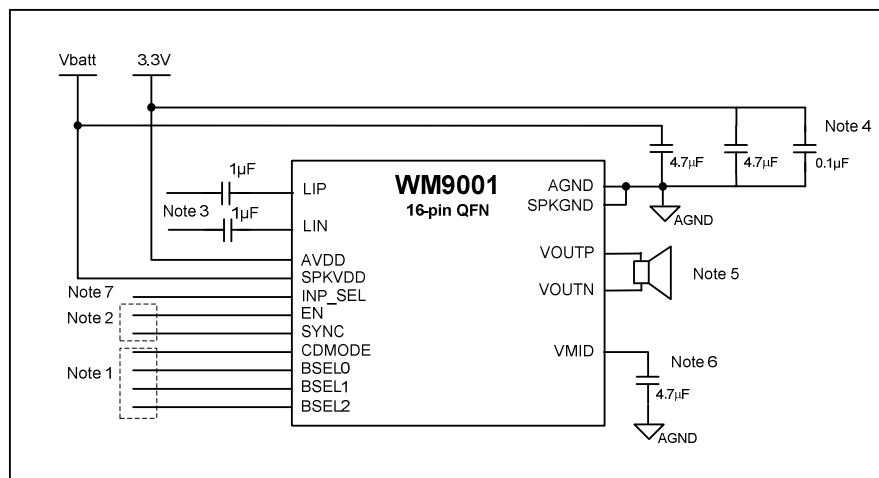 Vbatt 3.3V
Note 4
4.7µF 4.7µF 0.1µF
1µF
WM9001
16-pin QFN
LIP
AGND
SPKGND
AGND
Note 3
1µF
LIN
AVDD
SPKVDD
VOUTP
VOUTN
Note 5
Note 7
INP_SEL
Note 2
EN
SYNC
Note 1
CDMODE
BSEL0
BSEL1
BSEL2
VMID
Note 6
4.7µF
AGND